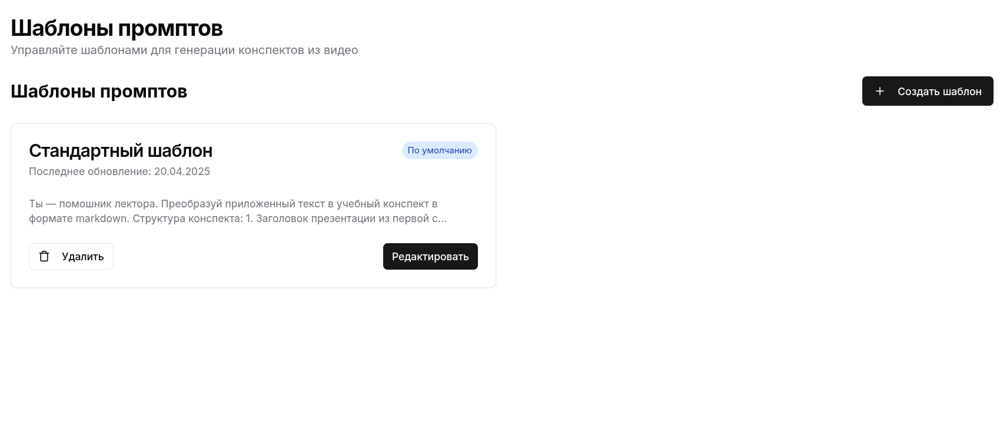 Шаблоны промптов
Управляйте шаблонами для генерации конспектов из видео
Шаблоны промптов
Создать шаблон
Стандартный шаблон
По умолчанию
Последнее обновление: 20.04.2025
Ты — помошник лектора. Преобразуй приложенный текст в учебный конспект в
формате markdown. Структура конспекта: 1. Заголовок презентации из первой с...
Удалить
Редактировать